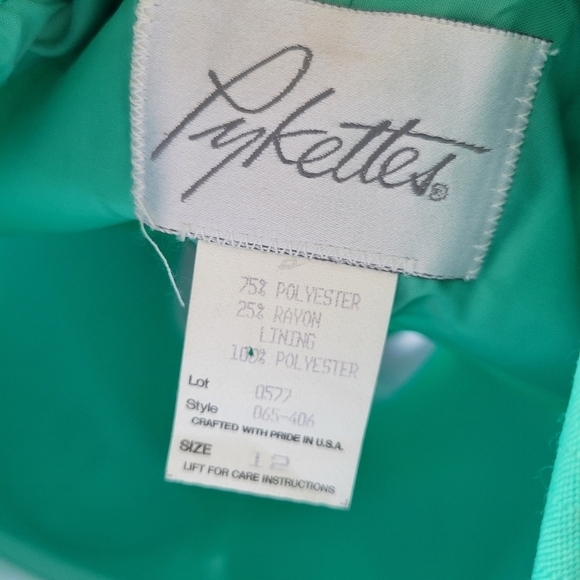 Pykettes®
75% POLYESTER
25% RAYON
LINING
100% POLYESTER
Lot 0577
Style 065-406
CRAFTED WITH PRIDE IN U.S.A.
SIZE 12
LIFT FOR CARE INSTRUCTIONS